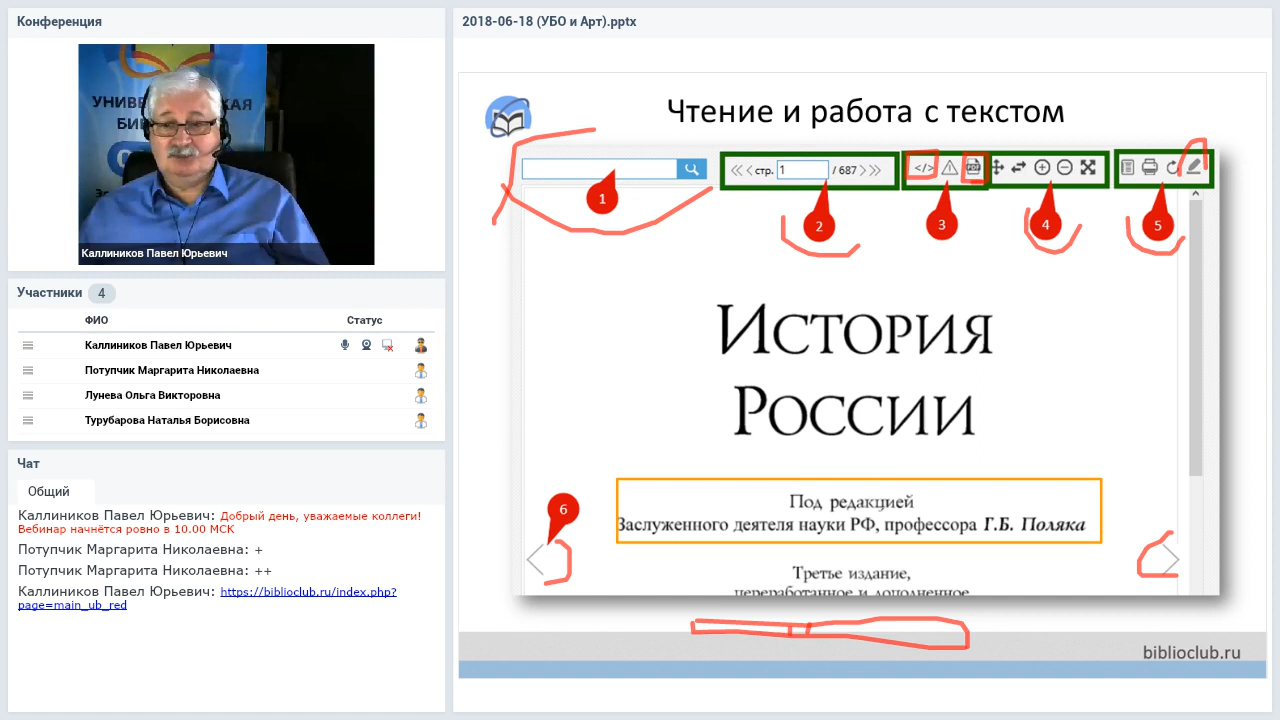 Конференция
УНИВЕРСИТЕТСКАЯ
Каллиников Павел Юрьевич
Участники 4
ФИО Статус
Каллиников Павел Юрьевич
Потупчик Маргарита Николаевна
Лунева Ольга Викторовна
Турубарова Наталья Борисовна
Чат
Общий
Каллиников Павел Юрьевич: Добрый день, уважаемые коллеги!
Вебинар начнётся ровно в 10.00 МСК
Потупчик Маргарита Николаевна: +
Потупчик Маргарита Николаевна: ++
Каллиников Павел Юрьевич: https://biblioclub.ru/index.php?
page=main_ub_red
2018-06-18 (УБО и Арт).pptx
Чтение и работа с текстом
стр. 1 / 687
</> PDF
1
2
3
4
5
История
России
6
Под редакцией
Заслуженного деятеля науки РФ, профессора Г.Б. Поляка
Третье издание,
переработанное и дополненное
biblioclub.ru